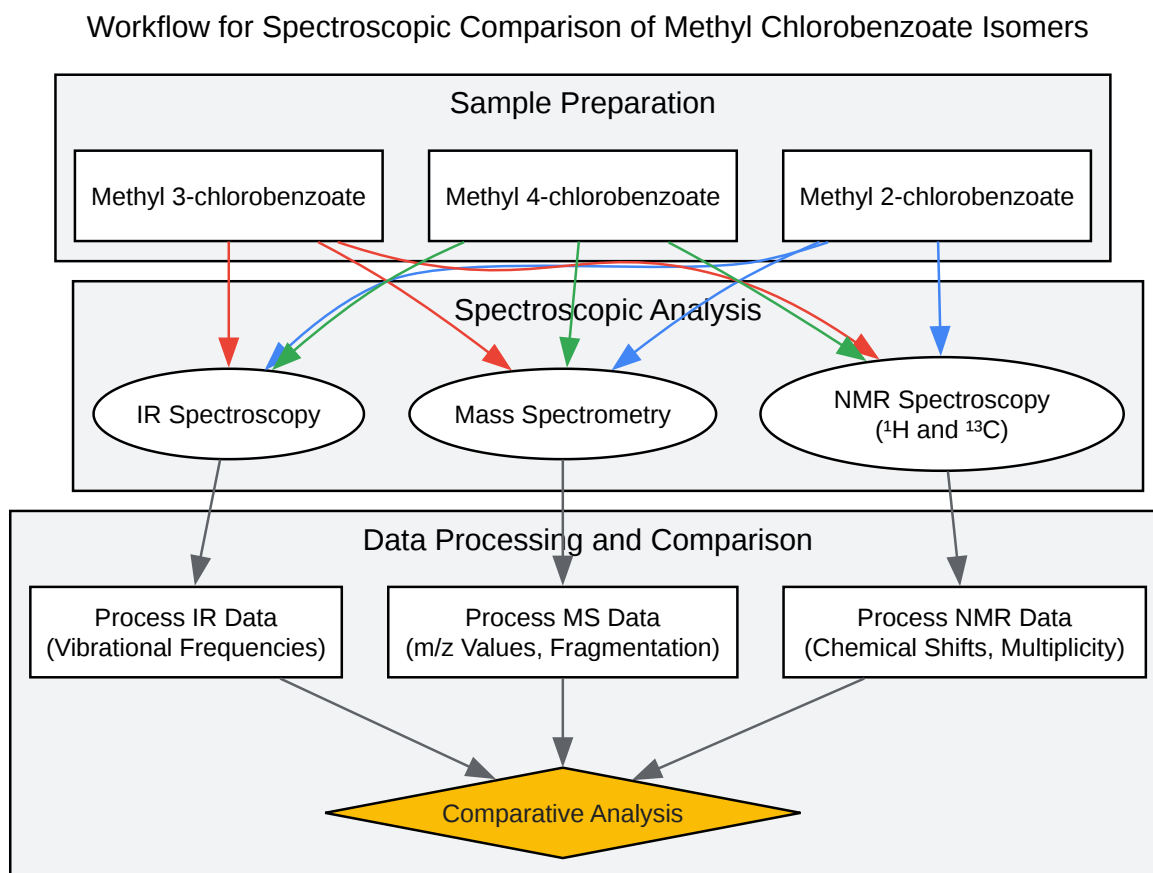 Workflow for Spectroscopic Comparison of Methyl Chlorobenzoate Isomers
Sample Preparation
Methyl 3-chlorobenzoate
Methyl 4-chlorobenzoate
Methyl 2-chlorobenzoate
Spectroscopic Analysis
IR Spectroscopy
Mass Spectrometry
NMR Spectroscopy
(¹H and ¹³C)
Data Processing and Comparison
Process IR Data
(Vibrational Frequencies)
Process MS Data
(m/z Values, Fragmentation)
Process NMR Data
(Chemical Shifts, Multiplicity)
Comparative Analysis